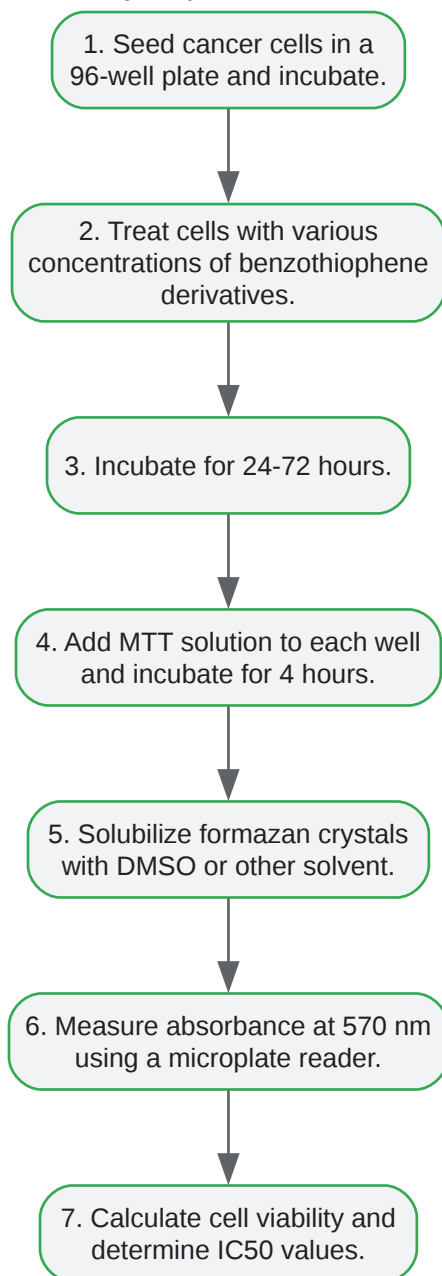 1. Seed cancer cells in a
96-well plate and incubate.
2. Treat cells with various
concentrations of benzothiophene
derivatives.
3. Incubate for 24-72 hours.
4. Add MTT solution to each well
and incubate for 4 hours.
5. Solubilize formazan crystals
with DMSO or other solvent.
6. Measure absorbance at 570 nm
using a microplate reader.
7. Calculate cell viability and
determine IC50 values.